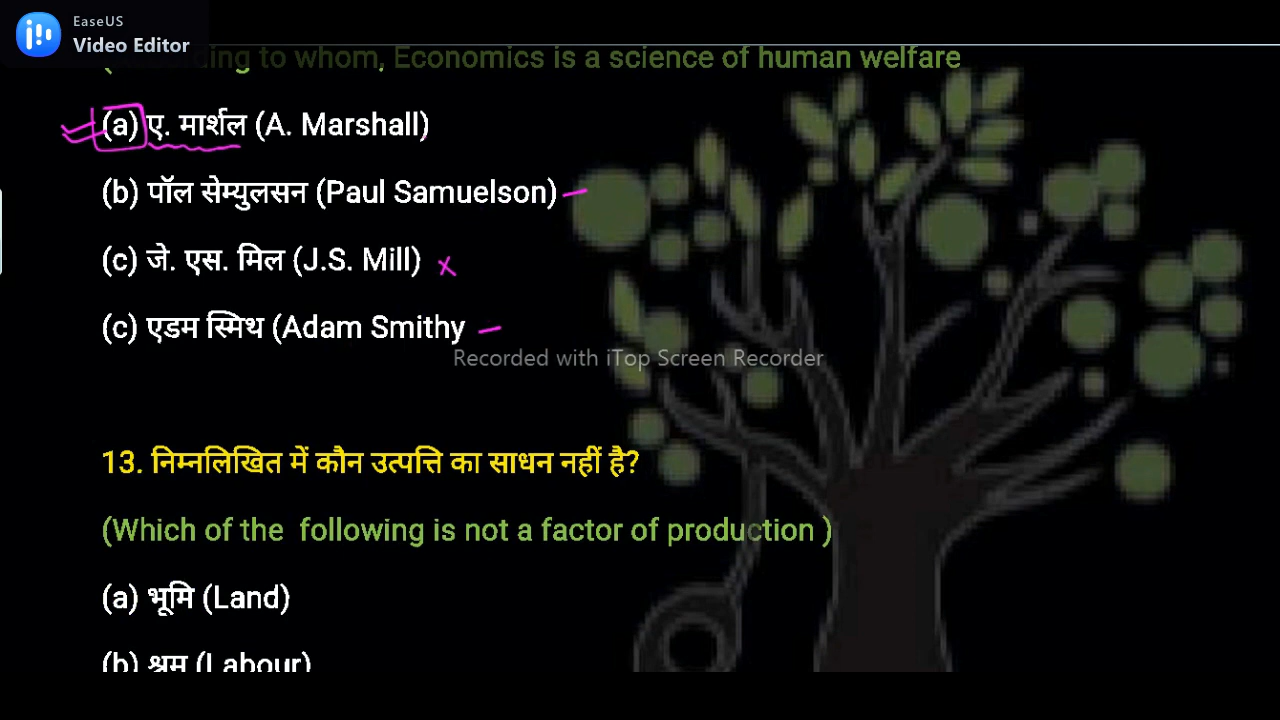 EaseUS
Video Editor
to whom, Economics is a science of human welfare
(a) ए. मार्शल (A. Marshall)
(b) पॉल सेम्युलसन (Paul Samuelson)
(c) जे. एस. मिल (J.S. Mill)
(c) एडम स्मिथ (Adam Smithy
Recorded with iTop Screen Recorder
13. निम्नलिखित में कौन उत्पत्ति का साधन नहीं है?
(Which of the following is not a factor of production )
(a) भूमि (Land)
(b) श्रम (Labour)